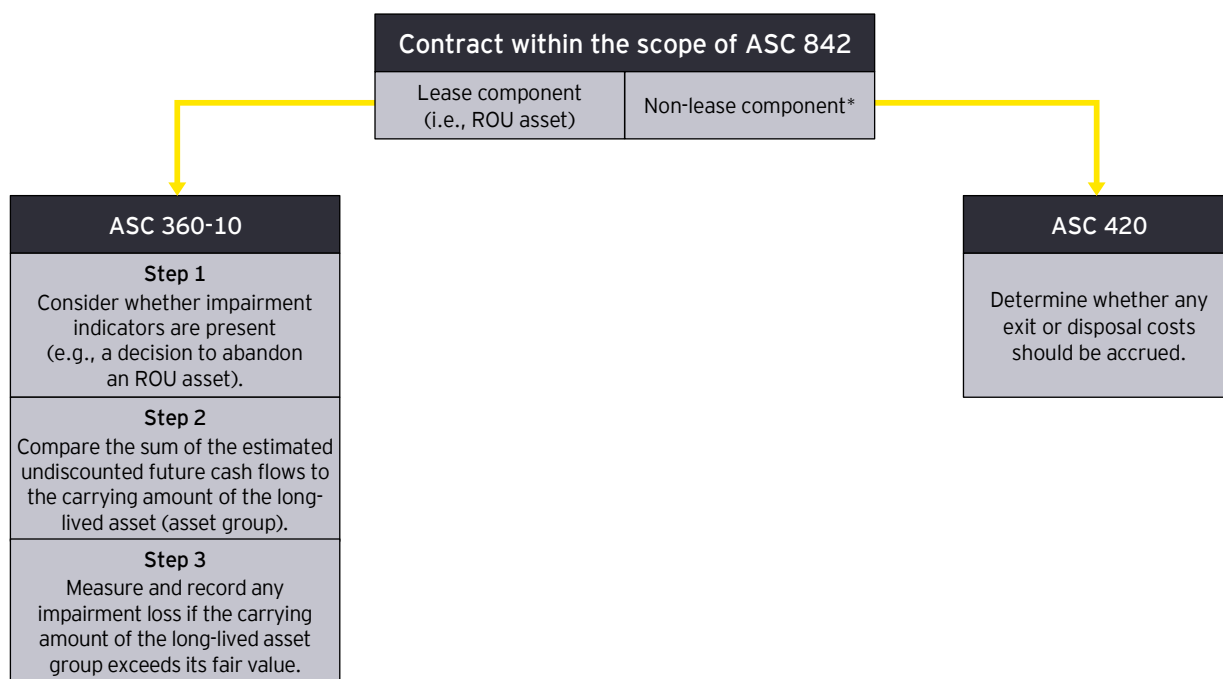 Contract within the scope of ASC 842
Lease component
(i.e., ROU asset)
Non-lease component*
ASC 360-10
Step 1
Consider whether impairment
indicators are present
(e.g., a decision to abandon
an ROU asset).
Step 2
Compare the sum of the estimated
undiscounted future cash flows to
the carrying amount of the long-
lived asset (asset group).
Step 3
Measure and record any
impairment loss if the carrying
amount of the long-lived asset
group exceeds its fair value.
ASC 420
Determine whether any
exit or disposal costs
should be accrued.